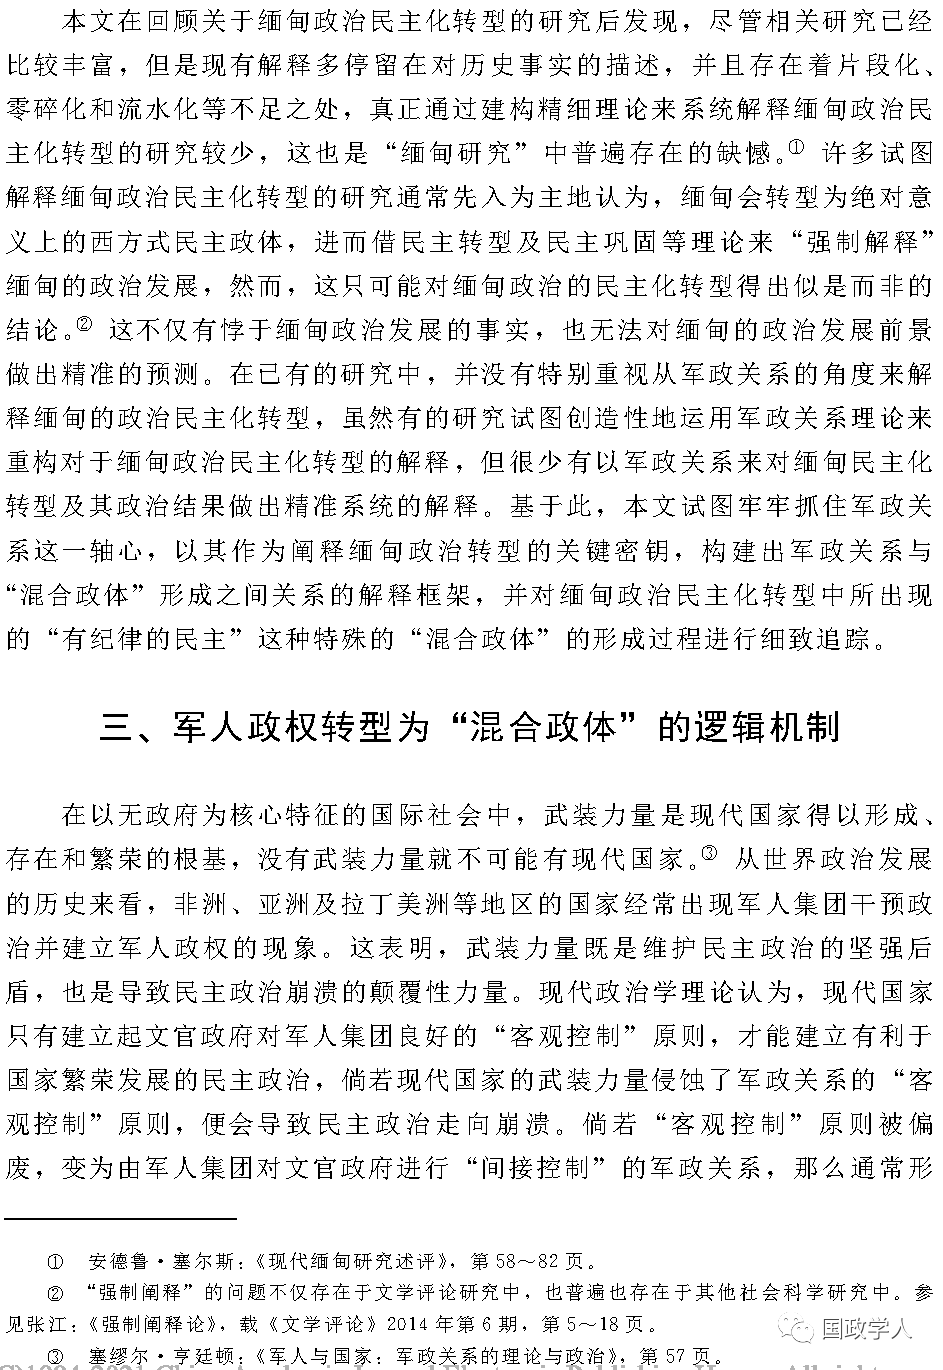 本文在回顾关于缅甸政治民主化转型的研究后发现，尽管相关研究已经
比较丰富，但是现有解释多停留在对历史事实的描述，并且存在着片段化、
零碎化和流水化等不足之处，真正通过建构精细理论来系统解释缅甸政治民
主化转型的研究较少，这也是“缅甸研究”中普遍存在的缺憾。① 许多试图
解释缅甸政治民主化转型的研究通常先入为主地认为，缅甸会转型为绝对意
义上的西方式民主政体，进而借民主转型及民主巩固等理论来“强制解释”
缅甸的政治发展，然而，这只可能对缅甸政治的民主化转型得出似是而非的
结论。② 这不仅有悖于缅甸政治发展的事实，也无法对缅甸的政治发展前景
做出精准的预测。在已有的研究中，并没有特别重视从军政关系的角度来解
释缅甸的政治民主化转型，虽然有的研究试图创造性地运用军政关系理论来
重构对于缅甸政治民主化转型的解释，但很少有以军政关系来对缅甸民主化
转型及其政治结果做出精准系统的解释。基于此，本文试图牢牢抓住军政关
系这一轴心，以其作为阐释缅甸政治转型的关键密钥，构建出军政关系与
“混合政体”形成之间关系的解释框架，并对缅甸政治民主化转型中所出现
的“有纪律的民主”这种特殊的“混合政体”的形成过程进行细致追踪。
三、军人政权转型为“混合政体”的逻辑机制
在以无政府为核心特征的国际社会中，武装力量是现代国家得以形成、
存在和繁荣的根基，没有武装力量就不可能有现代国家。③ 从世界政治发展
的历史来看，非洲、亚洲及拉丁美洲等地区的国家经常出现军人集团干预政
治并建立军人政权的现象。这表明，武装力量既是维护民主政治的坚强后
盾，也是导致民主政治崩溃的颠覆性力量。现代政治学理论认为，现代国家
只有建立起文官政府对军人集团良好的“客观控制”原则，才能建立有利于
国家繁荣发展的民主政治，倘若现代国家的武装力量侵蚀了军政关系的“客
观控制”原则，便会导致民主政治走向崩溃。倘若“客观控制”原则被偏
废，变为由军人集团对文官政府进行“间接控制”的军政关系，那么通常形
① 安德鲁·塞尔斯：《现代缅甸研究述评》，第 58～82 页。
② “强制阐释”的问题不仅存在于文学评论研究中，也普遍也存在于其他社会科学研究中。参
见张江：《强制阐释论》，载《文学评论》2014 年第 6 期，第 5～18 页。
③ 塞缪尔·亨廷顿：《军人与国家：军政关系的理论与政治》，第 57 页。
国政学人